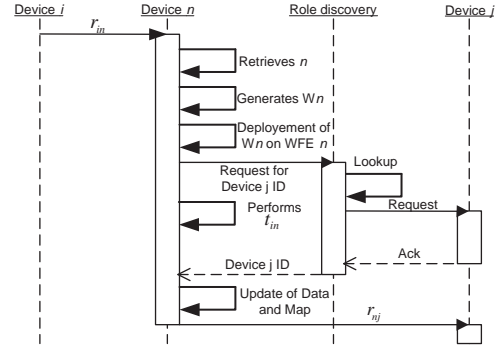 Device i Device n Role discovery Device j
r_in
Retrieves n
Generates Wn
Deployement of
Wn on WFE n
Request for
Device j ID
Lookup
Request
Performs
t_in
Ack
Device j ID
Update of Data
and Map
r_nj